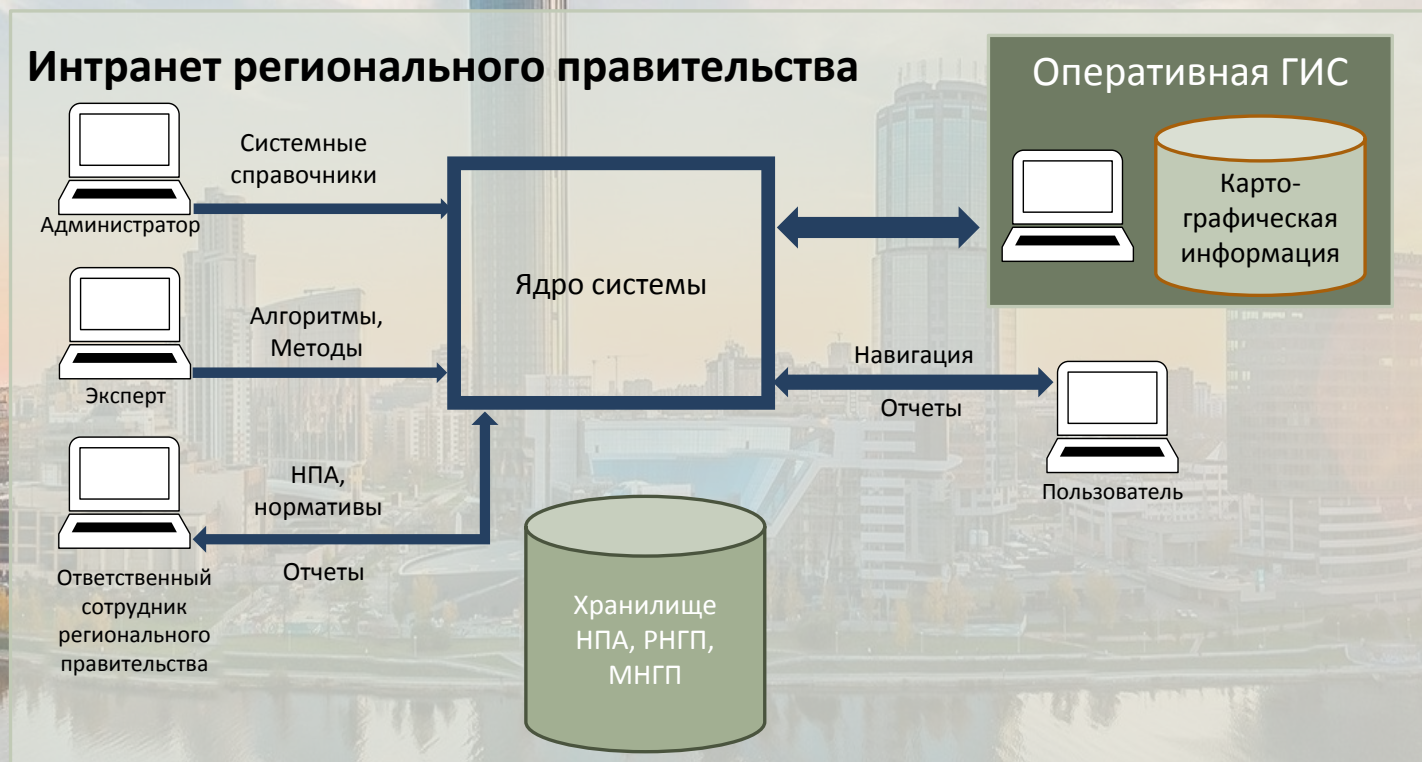 Интранет регионального правительства
Оперативная ГИС
Системные
справочники
Администратор
Карто-
графическая
информация
Ядро системы
Алгоритмы,
Методы
Эксперт
Навигация
Отчеты
Пользователь
НПА,
нормативы
Отчеты
Ответственный
сотрудник
регионального
правительства
Хранилище
НПА, РНГП,
МНГП